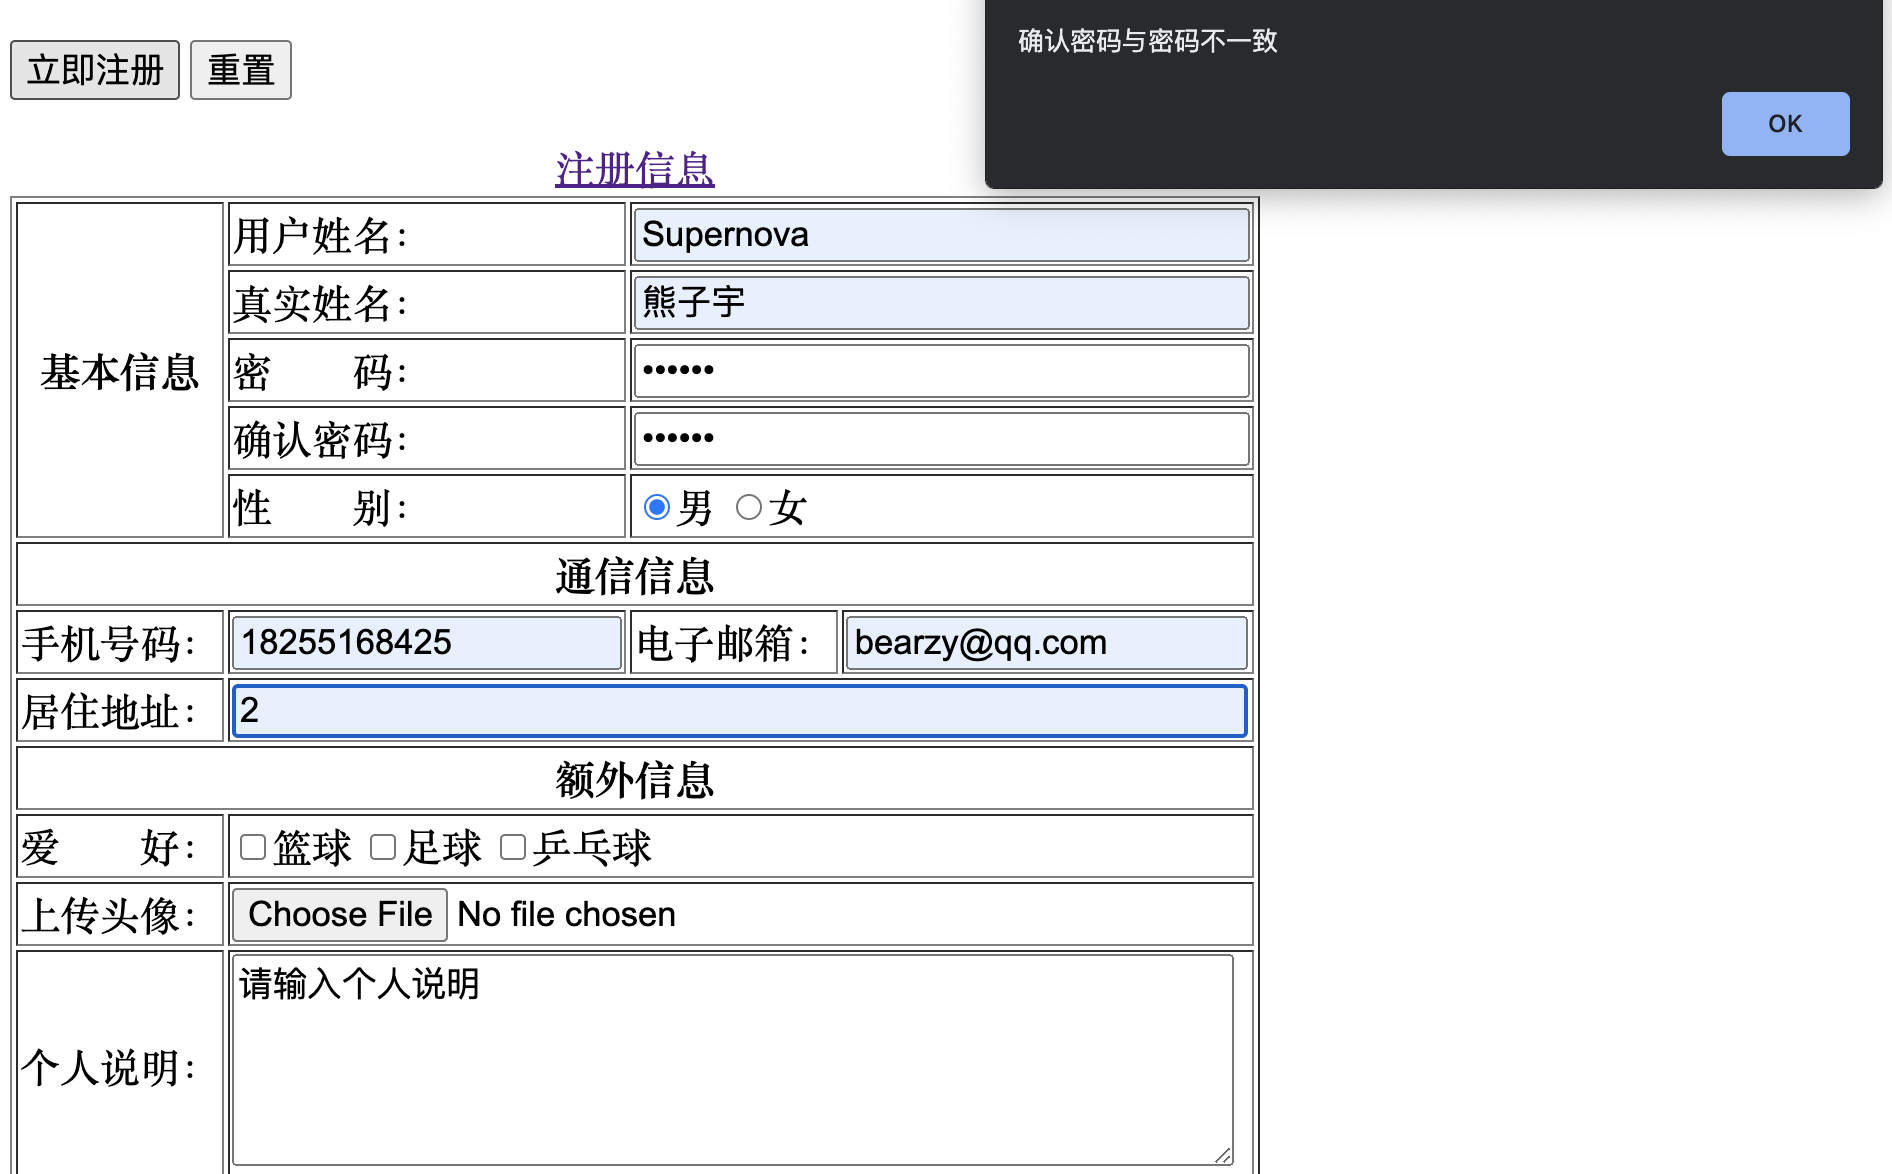 确认密码与密码不一致
OK
立即注册 重置
注册信息
基本信息
用户姓名： Supernova
真实姓名： 熊子宇
密 码： ••••••
确认密码： ••••••
性 别： 男 女
通信信息
手机号码： 18255168425 电子邮箱： bearzy@qq.com
居住地址： 2
额外信息
爱 好： 篮球 足球 乒乓球
上传头像： Choose File No file chosen
个人说明： 请输入个人说明